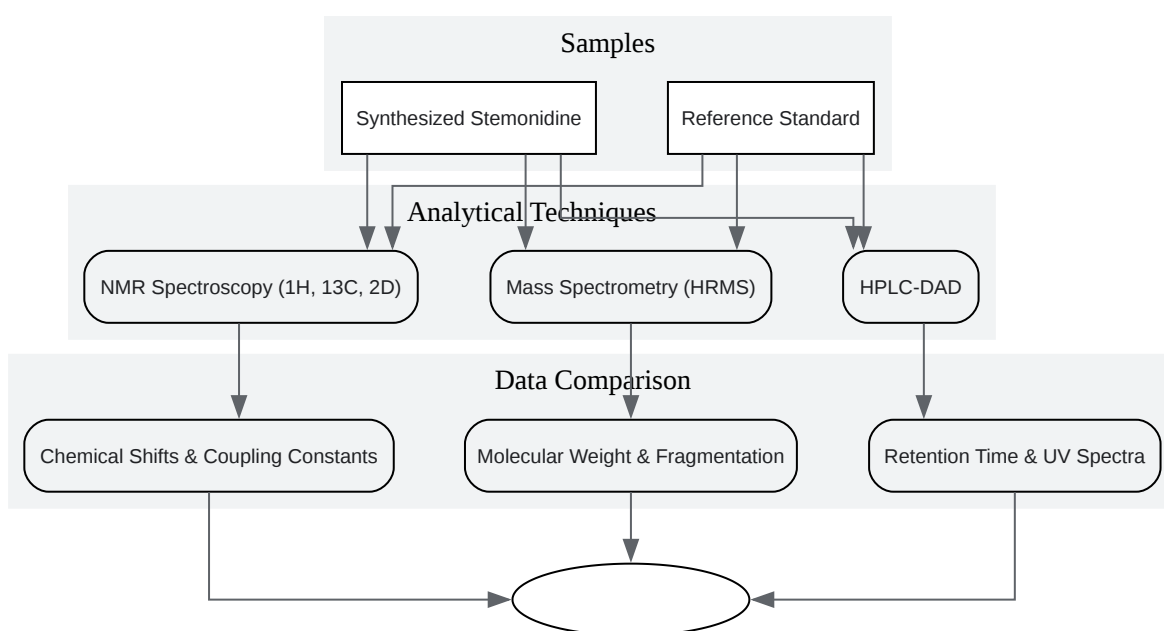 Samples
Synthesized Stemonidine
Reference Standard
Analytical Techniques
NMR Spectroscopy (1H, 13C, 2D)
Mass Spectrometry (HRMS)
HPLC-DAD
Data Comparison
Chemical Shifts & Coupling Constants
Molecular Weight & Fragmentation
Retention Time & UV Spectra